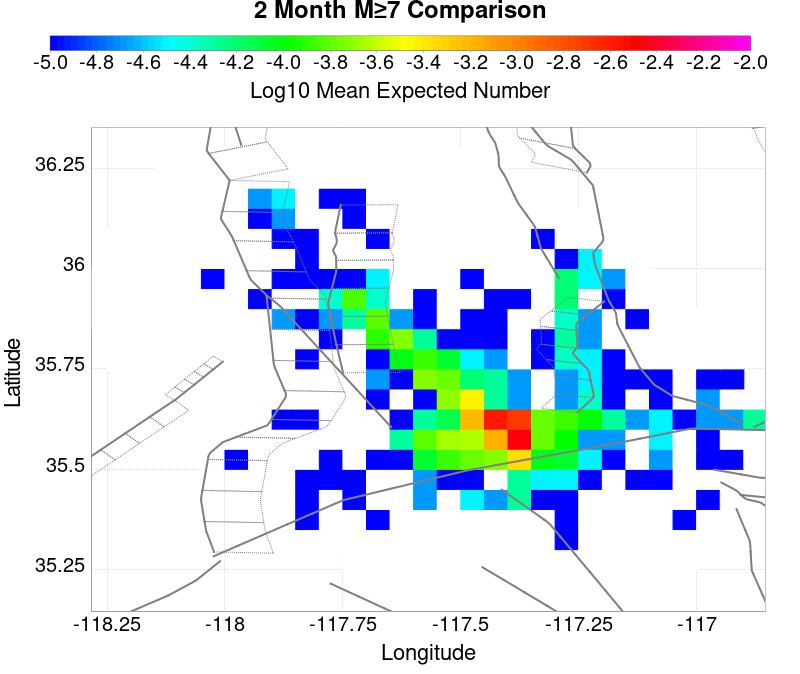 2 Month M≥7 Comparison
-5.0 -4.8 -4.6 -4.4 -4.2 -4.0 -3.8 -3.6 -3.4 -3.2 -3.0 -2.8 -2.6 -2.4 -2.2 -2.0
Log10 Mean Expected Number
36.25
36
35.75
35.5
35.25
Latitude
-118.25 -118 -117.75 -117.5 -117.25 -117
Longitude